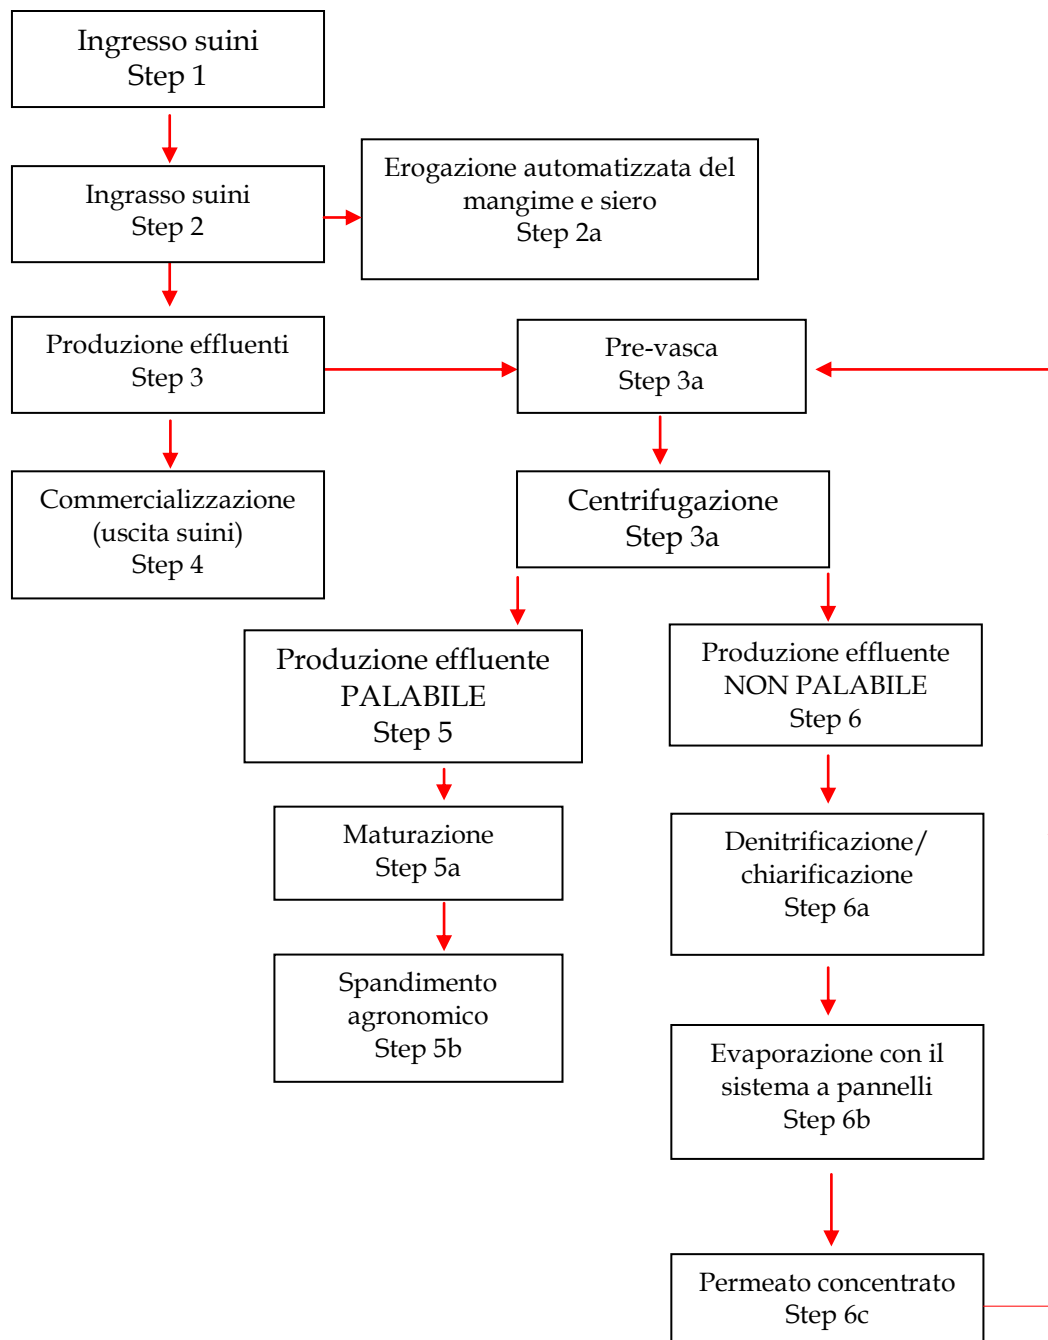 Ingresso suini
Step 1
Ingrasso suini
Step 2
Erogazione automatizzata del
mangime e siero
Step 2a
Produzione effluenti
Step 3
Pre-vasca
Step 3a
Commercializzazione
(uscita suini)
Step 4
Centrifugazione
Step 3a
Produzione effluente
PALABILE
Step 5
Produzione effluente
NON PALABILE
Step 6
Maturazione
Step 5a
Denitrificazione/
chiarificazione
Step 6a
Spandimento
agronomico
Step 5b
Evaporazione con il
sistema a pannelli
Step 6b
Permeato concentrato
Step 6c